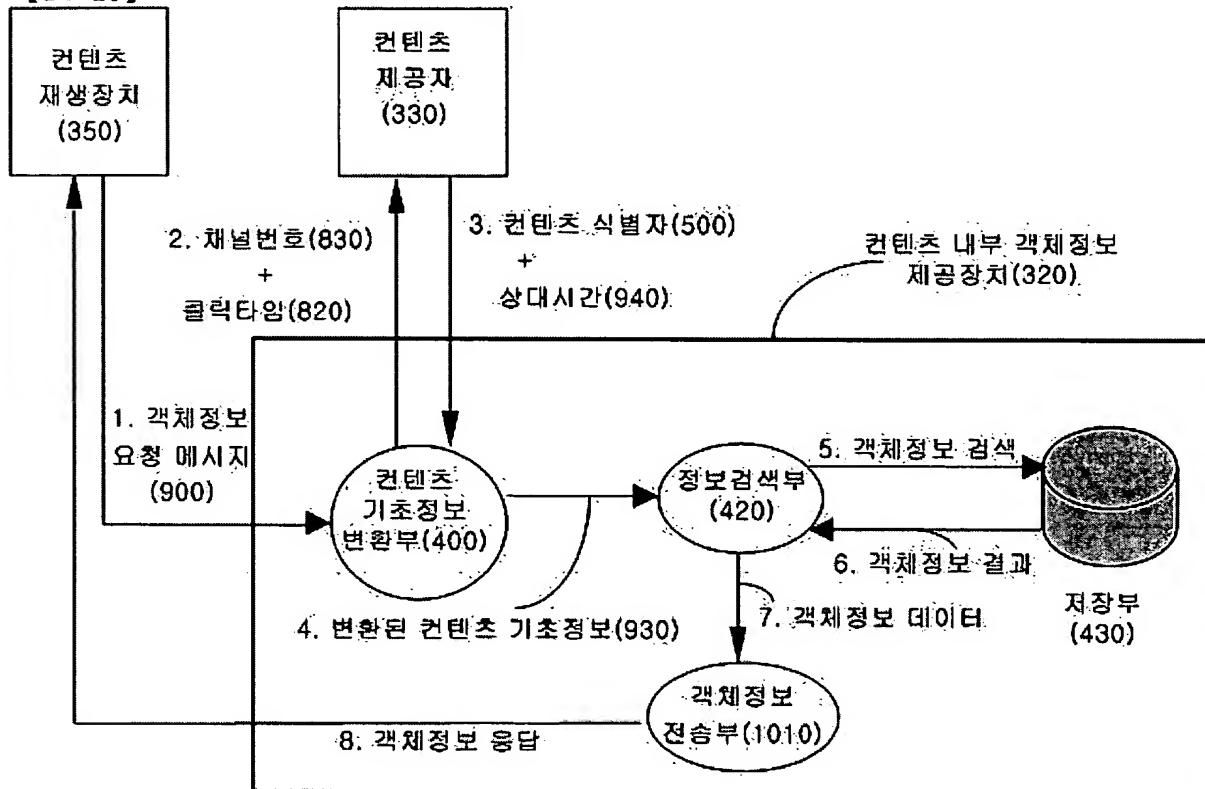 컨텐츠
재생장치
(350)
컨텐츠
제공자
(330)
2. 채널번호(830)
+
클릭타임(820)
3. 컨텐츠 식별자(500)
+
상대시간(940)
컨텐츠 내부 객체정보
제공장치(320)
1. 객체정보
요청 메시지
(900)
컨텐츠
기초정보
변환부(400)
정보검색부
(420)
5. 객체정보 검색
6. 객체정보 결과
저장부
(430)
4. 변환된 컨텐츠 기초정보(930)
7. 객체정보 데이터
객체정보
전송부(1010)
8. 객체정보 응답